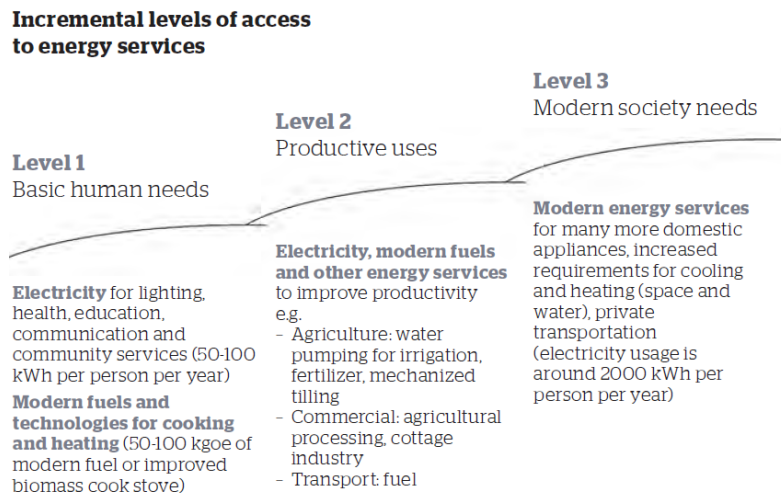 Incremental levels of access
to energy services
Level 1
Basic human needs
Electricity for lighting,
health, education,
communication and
community services (50-100
kWh per person per year)
Modern fuels and
technologies for cooking
and heating (50-100 kgoe of
modern fuel or improved
biomass cook stove)
Level 2
Productive uses
Electricity, modern fuels
and other energy services
to improve productivity
e.g.
- Agriculture: water
pumping for irrigation,
fertilizer, mechanized
tilling
- Commercial: agricultural
processing, cottage
industry
- Transport: fuel
Level 3
Modern society needs
Modern energy services
for many more domestic
appliances, increased
requirements for cooling
and heating (space and
water), private
transportation
(electricity usage is
around 2000 kWh per
person per year)